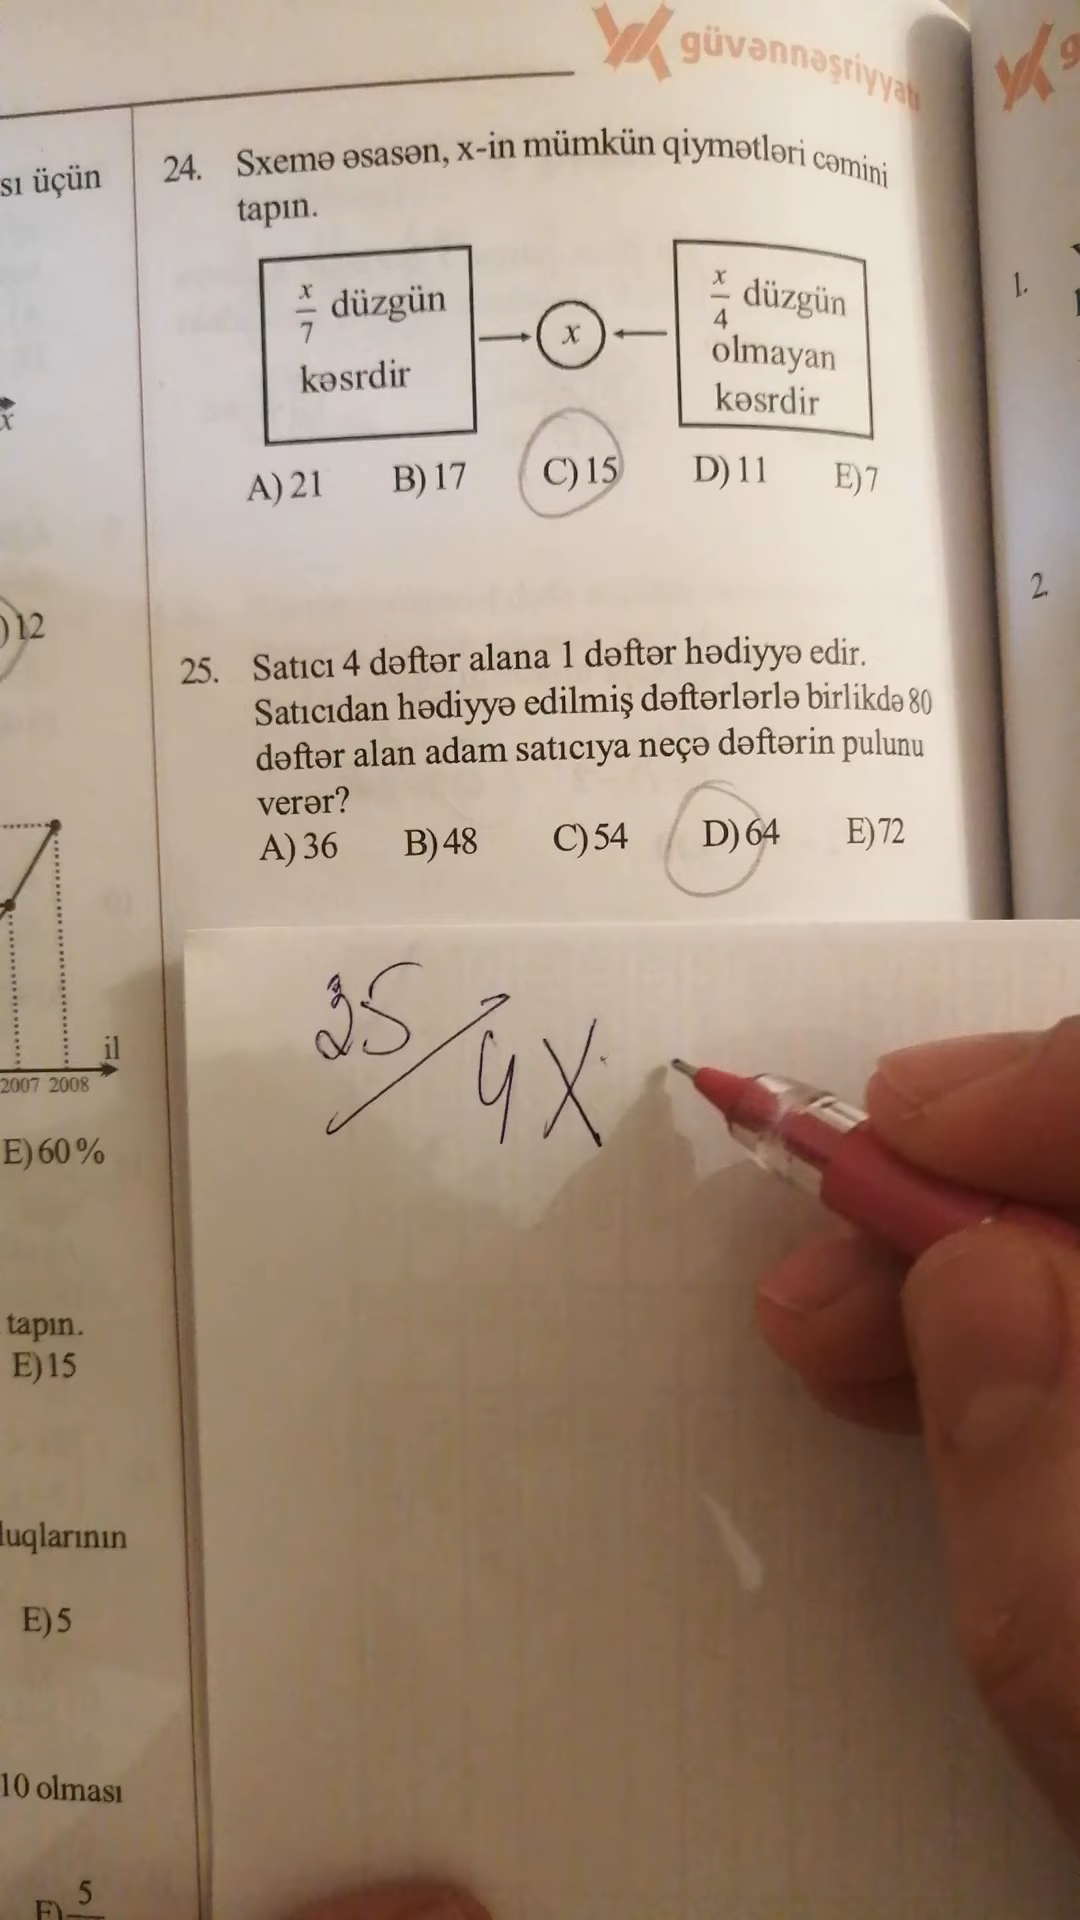 güvənnəşriyyatı
sı üçün
x
) 12
il
2007 2008
E) 60 %
tapın.
E) 15
luqlarının
E) 5
10 olması
5
24. Sxemə əsasən, x-in mümkün qiymətləri cəmini
tapın.
x/7 düzgün
kəsrdir
x
x/4 düzgün
olmayan
kəsrdir
A) 21 B) 17 C) 15 D) 11 E) 7
25. Satıcı 4 dəftər alana 1 dəftər hədiyyə edir.
Satıcıdan hədiyyə edilmiş dəftərlərlə birlikdə 80
dəftər alan adam satıcıya neçə dəftərin pulunu
verər?
A) 36 B) 48 C) 54 D) 64 E) 72
4 X
1.
2.